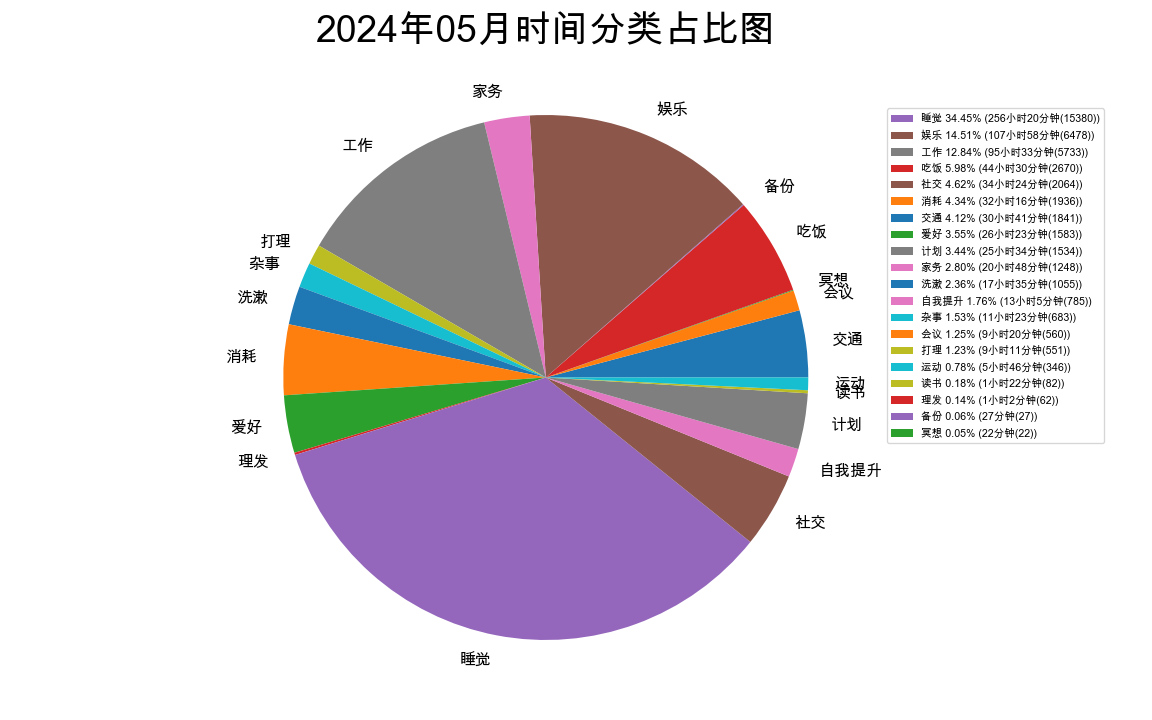 2024年05月时间分类占比图
家务
娱乐
工作
备份
吃饭
打理
杂事
冥想
会议
洗漱
交通
消耗
运动
读书
爱好
计划
理发
自我提升
社交
睡觉
睡觉 34.45% (256小时20分钟(15380))
娱乐 14.51% (107小时58分钟(6478))
工作 12.84% (95小时33分钟(5733))
吃饭 5.98% (44小时30分钟(2670))
社交 4.62% (34小时24分钟(2064))
消耗 4.34% (32小时16分钟(1936))
交通 4.12% (30小时41分钟(1841))
爱好 3.55% (26小时23分钟(1583))
计划 3.44% (25小时34分钟(1534))
家务 2.80% (20小时48分钟(1248))
洗漱 2.36% (17小时35分钟(1055))
自我提升 1.76% (13小时5分钟(785))
杂事 1.53% (11小时23分钟(683))
会议 1.25% (9小时20分钟(560))
打理 1.23% (9小时11分钟(551))
运动 0.78% (5小时46分钟(346))
读书 0.18% (1小时22分钟(82))
理发 0.14% (1小时2分钟(62))
备份 0.06% (27分钟(27))
冥想 0.05% (22分钟(22))